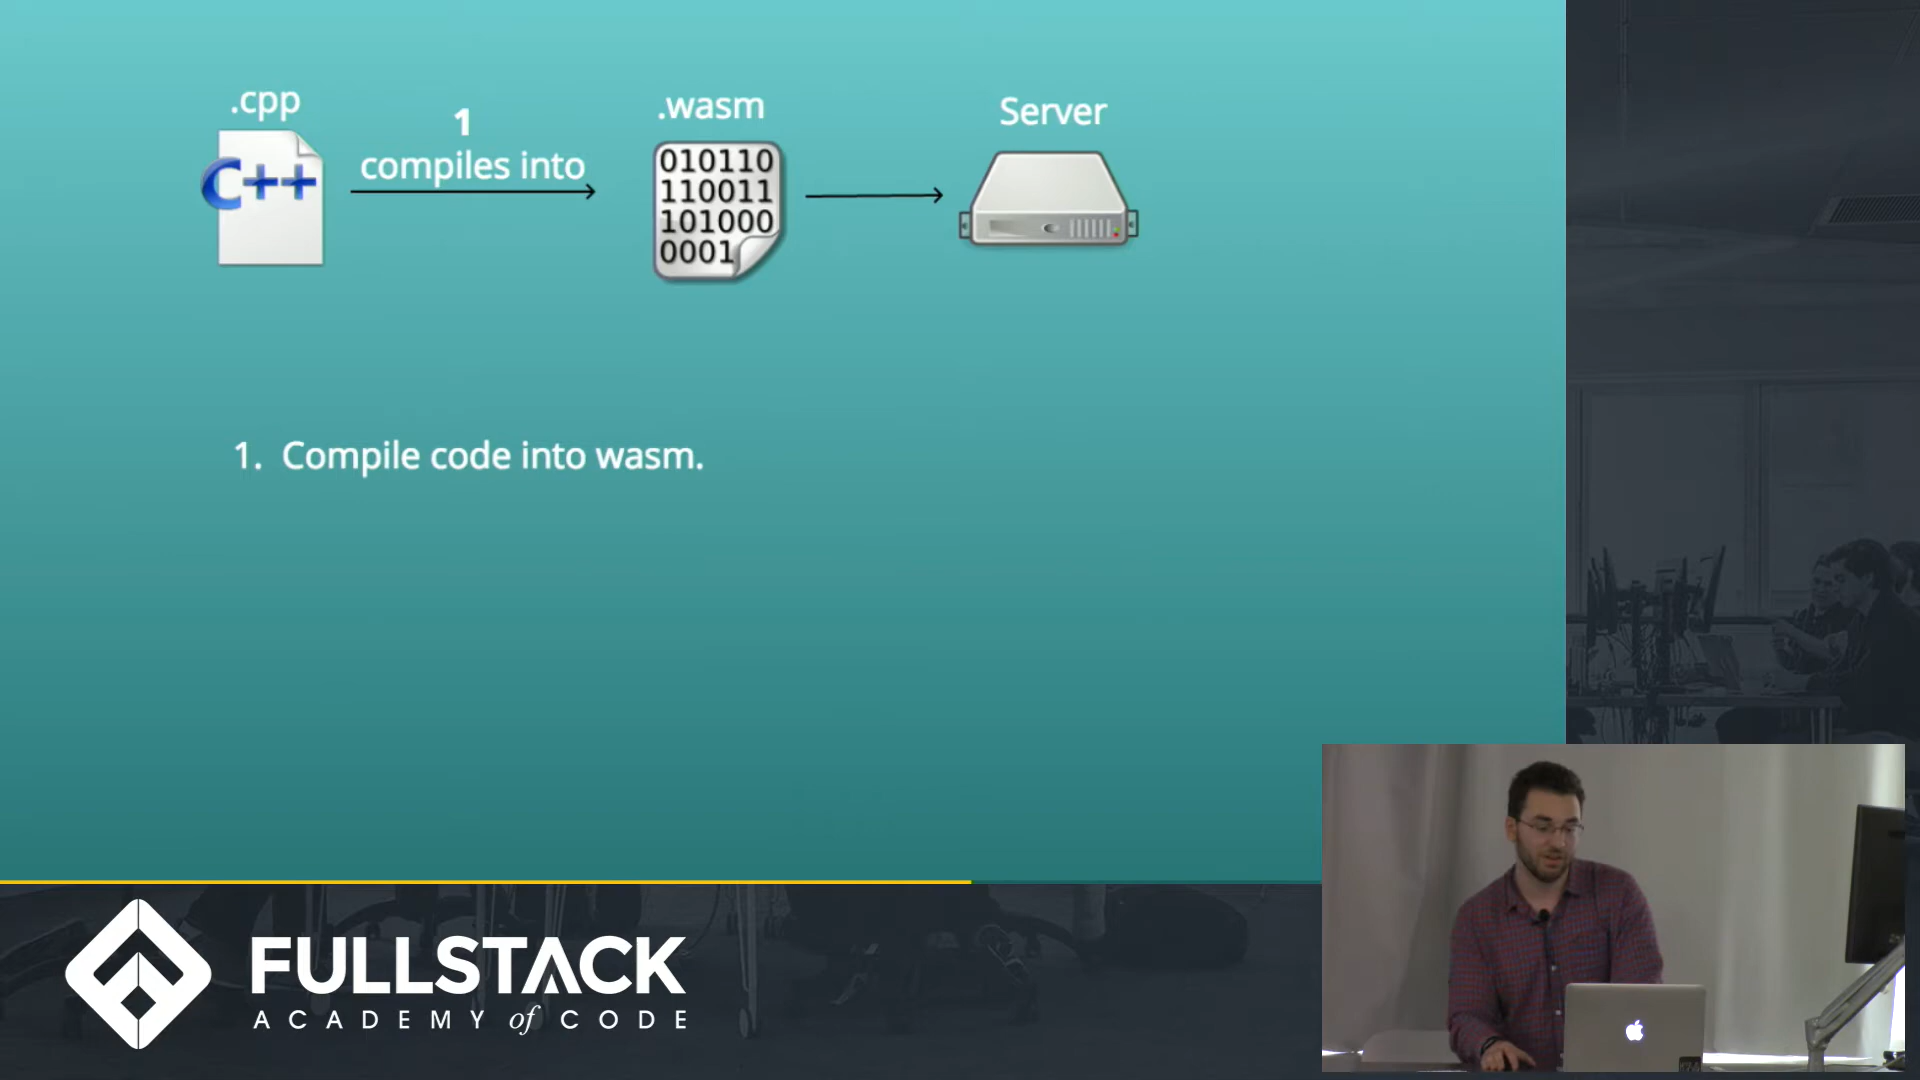 .cpp
1
compiles into
.wasm
Server
C++
010110
110011
101000
0001
1. Compile code into wasm.
FULLSTACK
ACADEMY of CODE